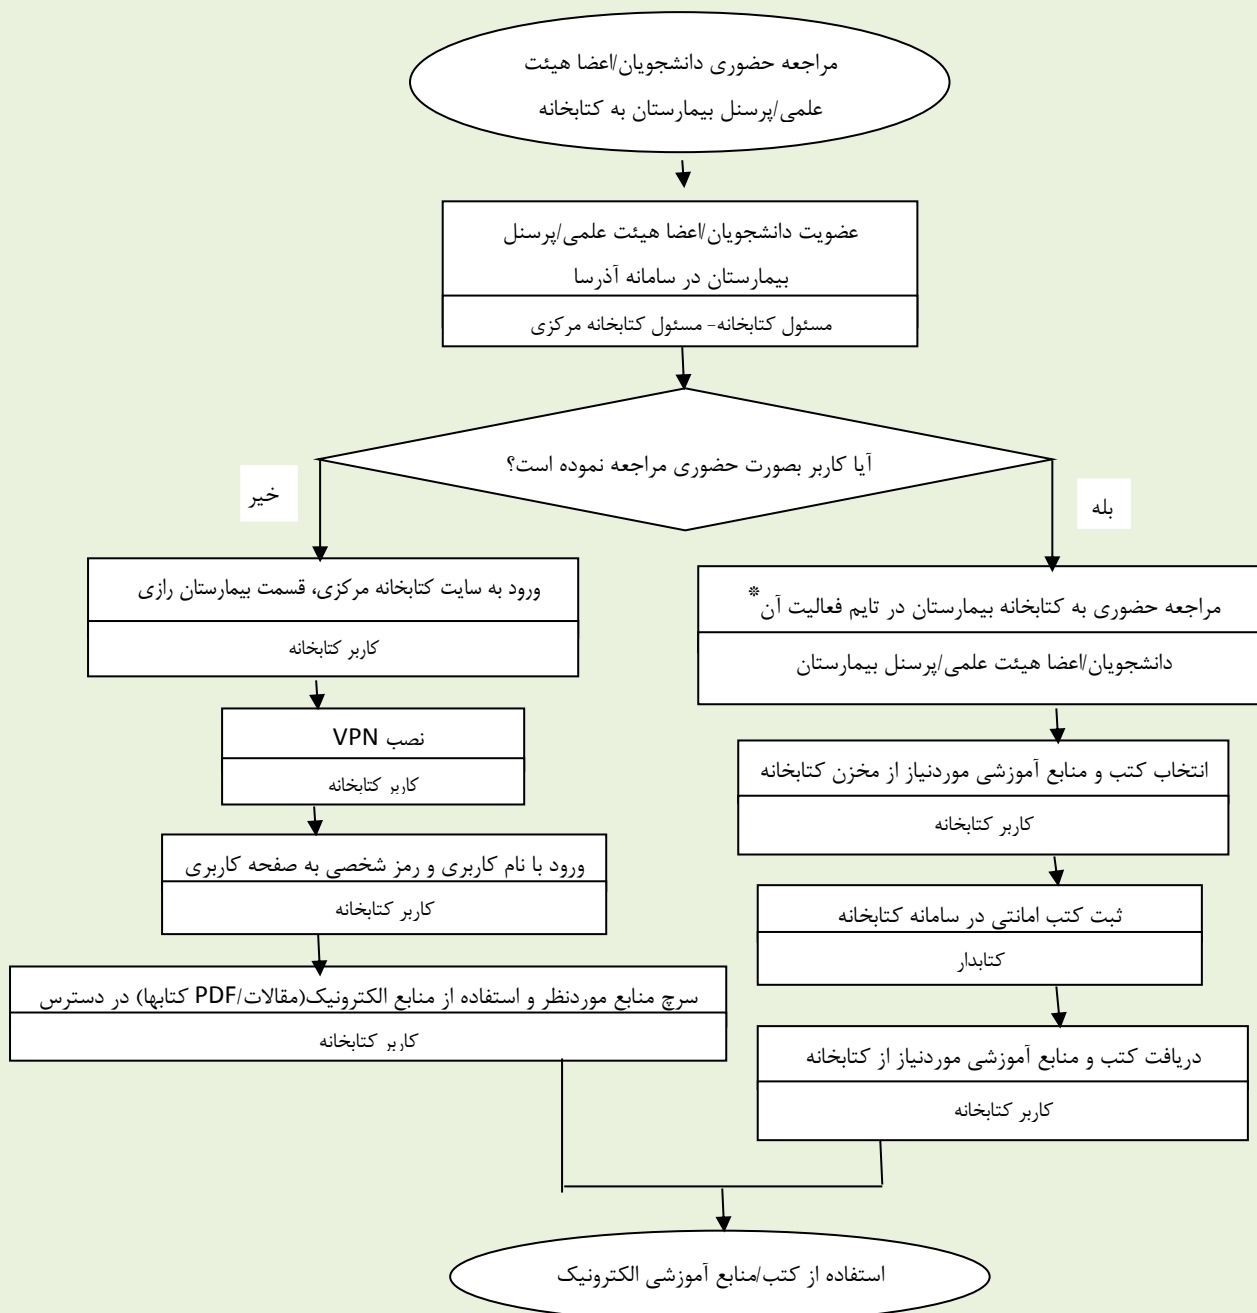 مراجعه حضوری دانشجویان/اعضا هیئت
علمی/پرسنل بیمارستان به کتابخانه
عضویت دانشجویان/اعضا هیئت علمی/پرسنل
بیمارستان در سامانه آذرسا
مسئول کتابخانه- مسئول کتابخانه مرکزی
آیا کاربر بصورت حضوری مراجعه نموده است؟
بله
خیر
مراجعه حضوری به کتابخانه بیمارستان در تایم فعالیت آن*
دانشجویان/اعضا هیئت علمی/پرسنل بیمارستان
انتخاب کتب و منابع آموزشی موردنیاز از مخزن کتابخانه
کاربر کتابخانه
ثبت کتب امانتی در سامانه کتابخانه
کتابدار
دریافت کتب و منابع آموزشی موردنیاز از کتابخانه
کاربر کتابخانه
ورود به سایت کتابخانه مرکزی، قسمت بیمارستان رازی
کاربر کتابخانه
نصب VPN
کاربر کتابخانه
ورود با نام کاربری و رمز شخصی به صفحه کاربری
کاربر کتابخانه
سرچ منابع موردنظر و استفاده از منابع الکترونیک(مقالات/PDF کتابها) در دسترس
کاربر کتابخانه
استفاده از کتب/منابع آموزشی الکترونیک